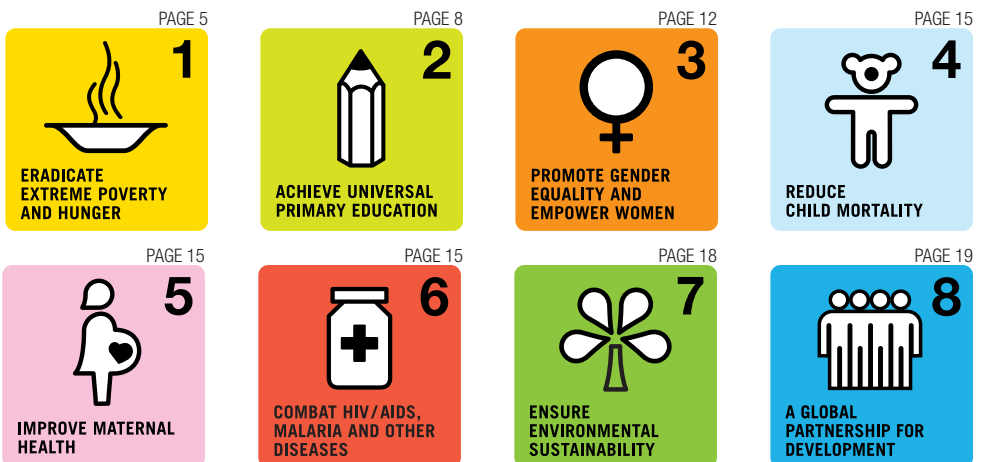 PAGE 5
1
ERADICATE
EXTREME POVERTY
AND HUNGER
PAGE 8
2
ACHIEVE UNIVERSAL
PRIMARY EDUCATION
PAGE 12
3
PROMOTE GENDER
EQUALITY AND
EMPOWER WOMEN
PAGE 15
4
REDUCE
CHILD MORTALITY
PAGE 15
5
IMPROVE MATERNAL
HEALTH
PAGE 15
6
COMBAT HIV/AIDS,
MALARIA AND OTHER
DISEASES
PAGE 18
7
ENSURE
ENVIRONMENTAL
SUSTAINABILITY
PAGE 19
8
A GLOBAL
PARTNERSHIP FOR
DEVELOPMENT